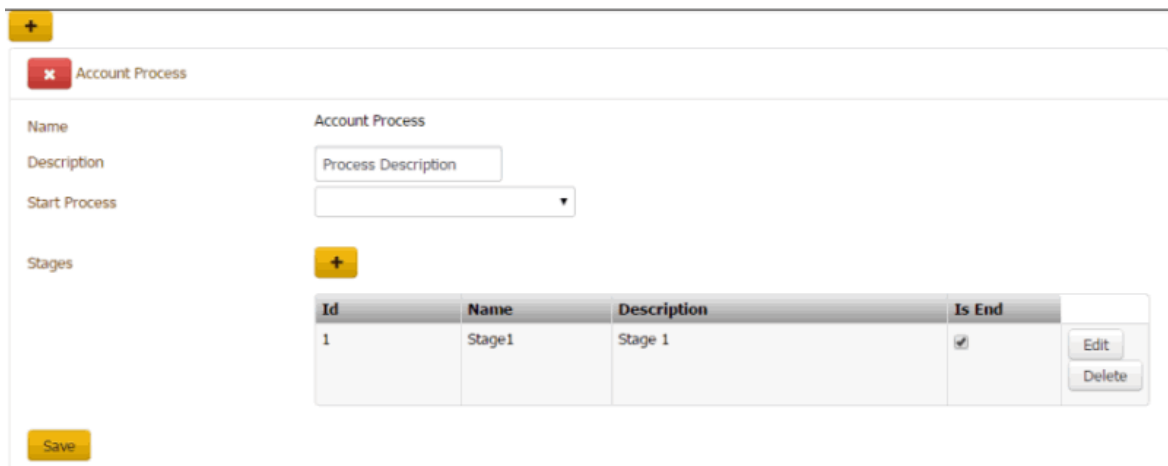 +
Account Process
Name Account Process
Description Process Description
Start Process
Stages +
Id Name Description Is End
1 Stage1 Stage 1 Edit
Delete
Save